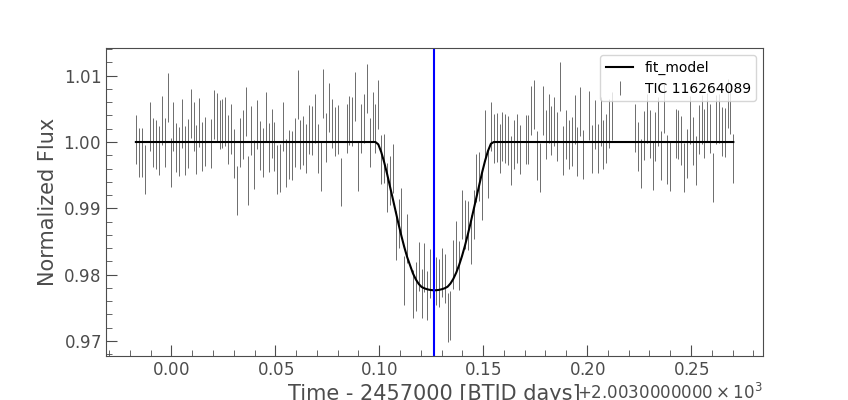 fit_model
TIC 116264089
1.01
1.00
0.99
0.98
0.97
Normalized Flux
0.00 0.05 0.10 0.15 0.20 0.25
Time - 2457000 [BTJD days]
+2.0030000000 × 10³